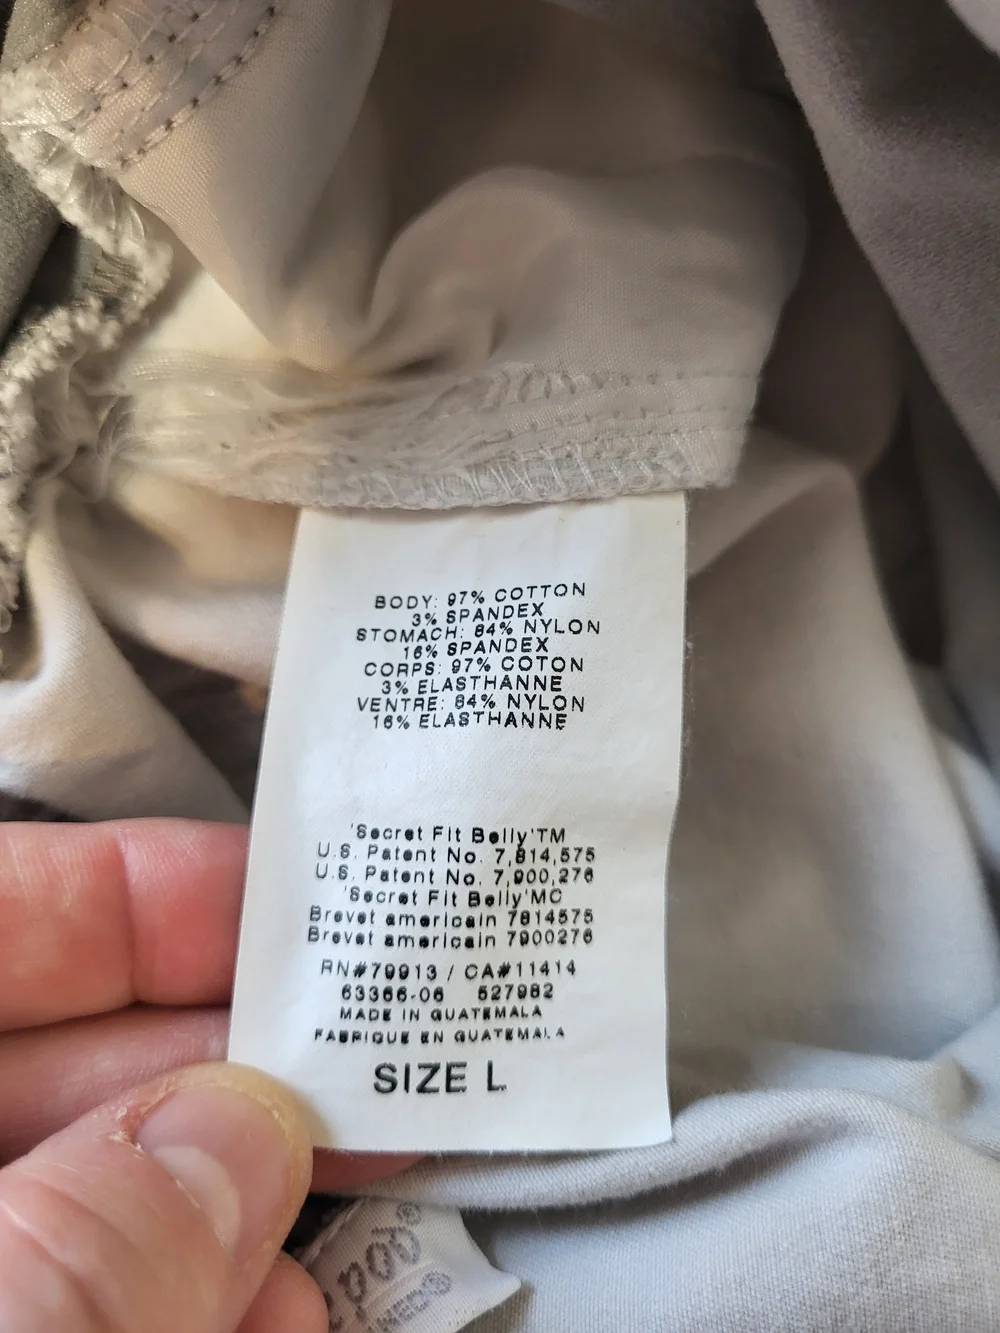 BODY: 97% COTTON
3% SPANDEX
STOMACH: 84% NYLON
16% SPANDEX
CORPS: 97% COTON
3% ELASTHANNE
VENTRE: 84% NYLON
16% ELASTHANNE
'Secret Fit Belly'TM
U.S. Patent No. 7,814,575
U.S. Patent No. 7,900,276
'Secret Fit Belly'MC
Brevet americain 7814575
Brevet americain 7900276
RN#79913 / CA#11414
63366-06 527982
MADE IN GUATEMALA
FABRIQUE EN GUATEMALA
SIZE L